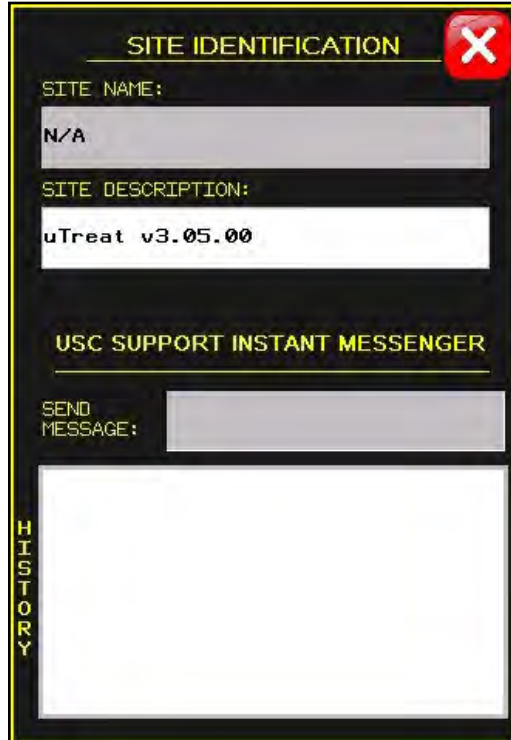 SITE IDENTIFICATION
SITE NAME:
N/A
SITE DESCRIPTION:
uTreat v3.05.00
USC SUPPORT INSTANT MESSENGER
SEND
MESSAGE:
HISTORY